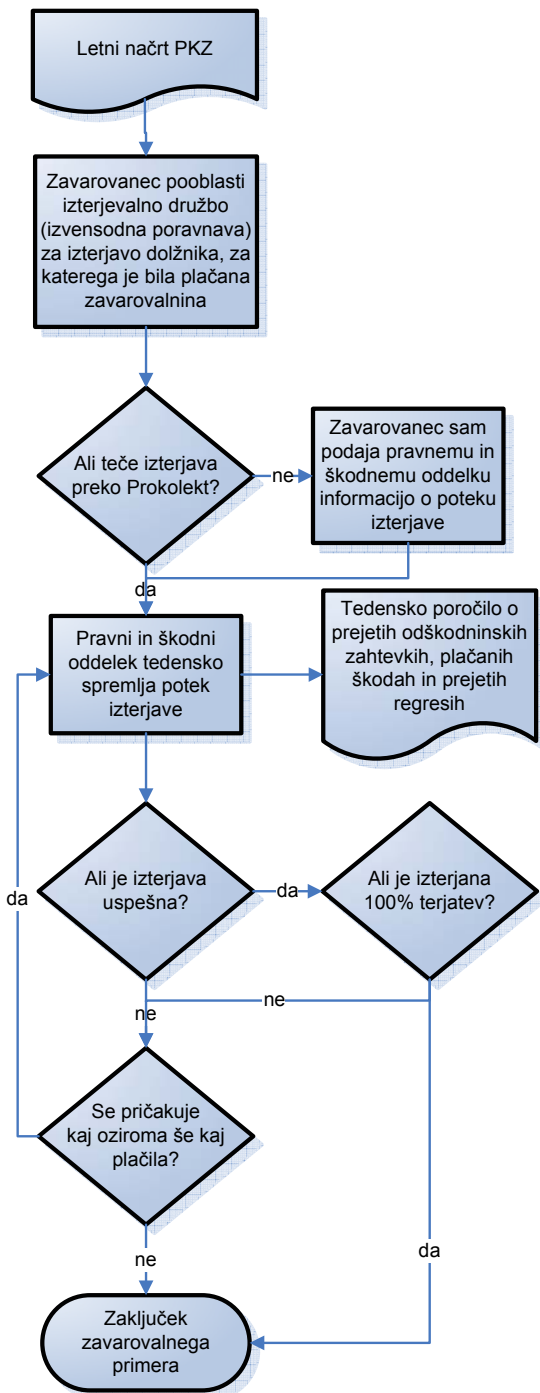 Letni načrt PKZ
Zavarovanec pooblasti
izterjevalno družbo
(izvensodna poravnava)
za izterjavo dolžnika, za
katerega je bila plačana
zavarovalnina
Ali teče izterjava
preko Prokolekt?
ne
Zavarovanec sam
podaja pravnemu in
škodnemu oddelku
informacijo o poteku
izterjave
da
Pravni in škodni
oddelek tedensko
spremlja potek
izterjave
Tedensko poročilo o
prejetih odškodninskih
zahtevkih, plačanih
škodah in prejetih
regresih
Ali je izterjava
uspešna?
da
Ali je izterjana
100% terjatev?
da
ne
ne
Se pričakuje
kaj oziroma še kaj
plačila?
ne
da
Zaključek
zavarovalnega
primera